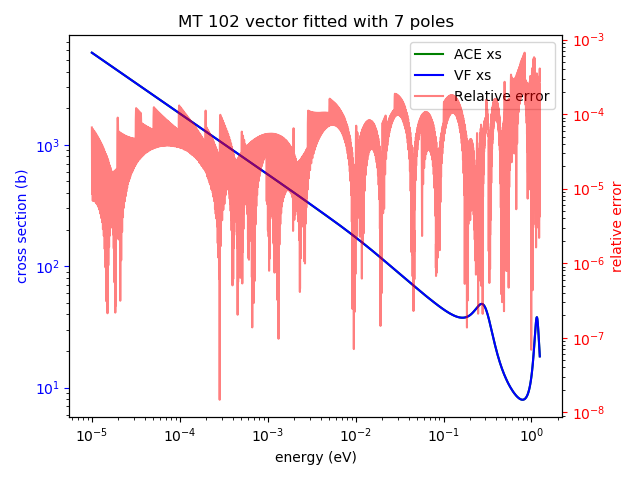 MT 102 vector fitted with 7 poles
ACE xs
VF xs
Relative error
cross section (b)
10^3
10^2
10^1
10^-3
10^-4
10^-5
10^-6
10^-7
10^-8
relative error
10^-5
10^-4
10^-3
10^-2
10^-1
10^0
energy (eV)